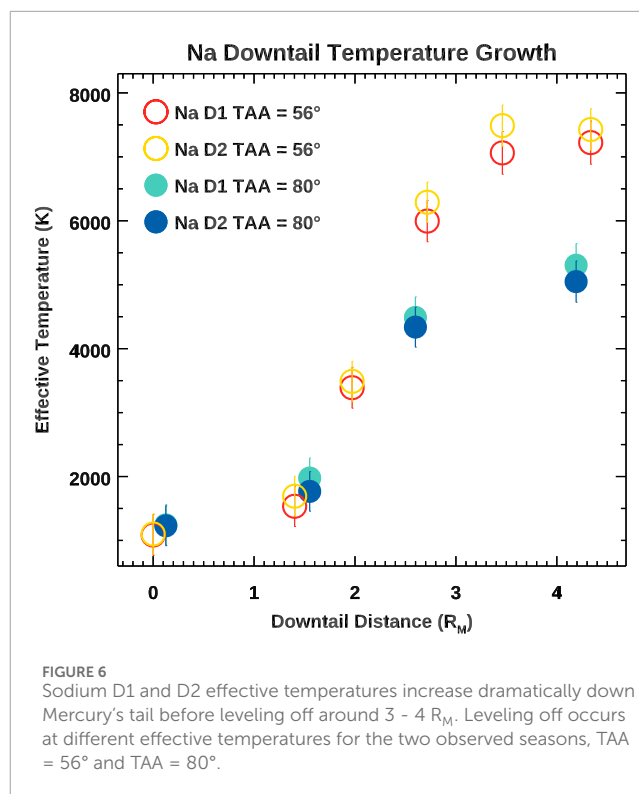 Na Downtail Temperature Growth
8000
6000
4000
2000
Effective Temperature (K)
Na D1 TAA = 56°
Na D2 TAA = 56°
Na D1 TAA = 80°
Na D2 TAA = 80°
0 1 2 3 4
Downtail Distance (R_M)
FIGURE 6
Sodium D1 and D2 effective temperatures increase dramatically down
Mercury's tail before leveling off around 3 - 4 R_M. Leveling off occurs
at different effective temperatures for the two observed seasons, TAA
= 56° and TAA = 80°.